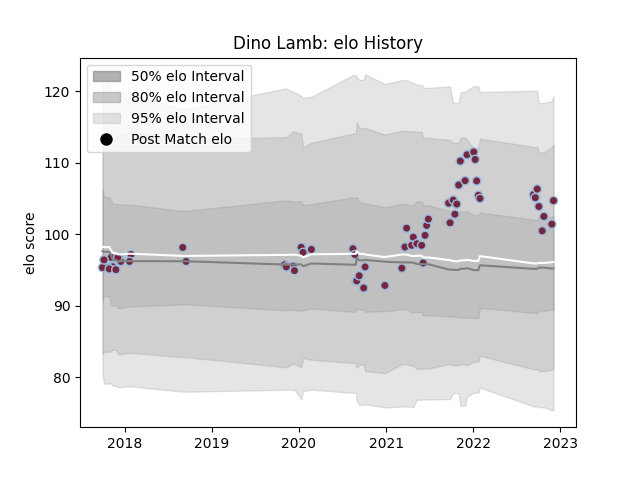 Dino Lamb: elo History
50% elo Interval
80% elo Interval
95% elo Interval
Post Match elo
elo score
120
110
100
90
80
2018 2019 2020 2021 2022 2023